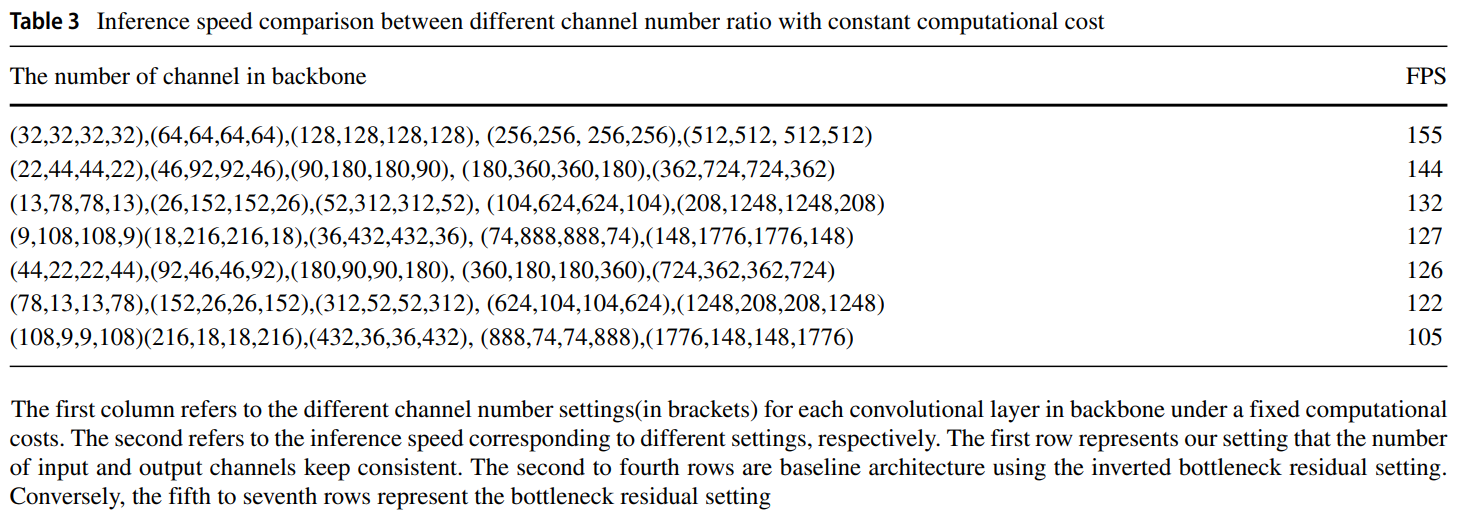 Table 3 Inference speed comparison between different channel number ratio with constant computational cost
The number of channel in backbone FPS
(32,32,32,32),(64,64,64,64),(128,128,128,128), (256,256, 256,256),(512,512, 512,512) 155
(22,44,44,22),(46,92,92,46),(90,180,180,90), (180,360,360,180),(362,724,724,362) 144
(13,78,78,13),(26,152,152,26),(52,312,312,52), (104,624,624,104),(208,1248,1248,208) 132
(9,108,108,9)(18,216,216,18),(36,432,432,36), (74,888,888,74),(148,1776,1776,148) 127
(44,22,22,44),(92,46,46,92),(180,90,90,180), (360,180,180,360),(724,362,362,724) 126
(78,13,13,78),(152,26,26,152),(312,52,52,312), (624,104,104,624),(1248,208,208,1248) 122
(108,9,9,108)(216,18,18,216),(432,36,36,432), (888,74,74,888),(1776,148,148,1776) 105
The first column refers to the different channel number settings(in brackets) for each convolutional layer in backbone under a fixed computational
costs. The second refers to the inference speed corresponding to different settings, respectively. The first row represents our setting that the number
of input and output channels keep consistent. The second to fourth rows are baseline architecture using the inverted bottleneck residual setting.
Conversely, the fifth to seventh rows represent the bottleneck residual setting